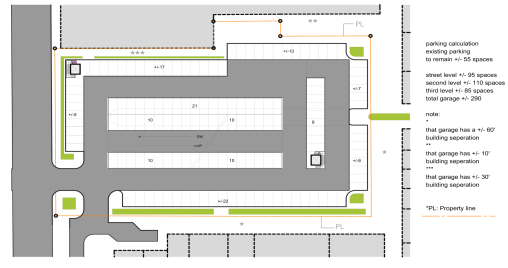 **
PL
***
+/-13
+/-17
+/-7
21
+/-9
10
10
9
DN
UP
*
10
10
+/-8
+/-22
*
PL
parking calculation
existing parking
to remain +/- 55 spaces
street level +/- 95 spaces
second level +/- 110 spaces
third level +/- 85 spaces
total garage +/- 290
note:
*
that garage has a +/- 60'
building seperation
**
that garage has +/- 10'
building seperation
***
that garage has +/- 30'
building seperation
*PL: Property line